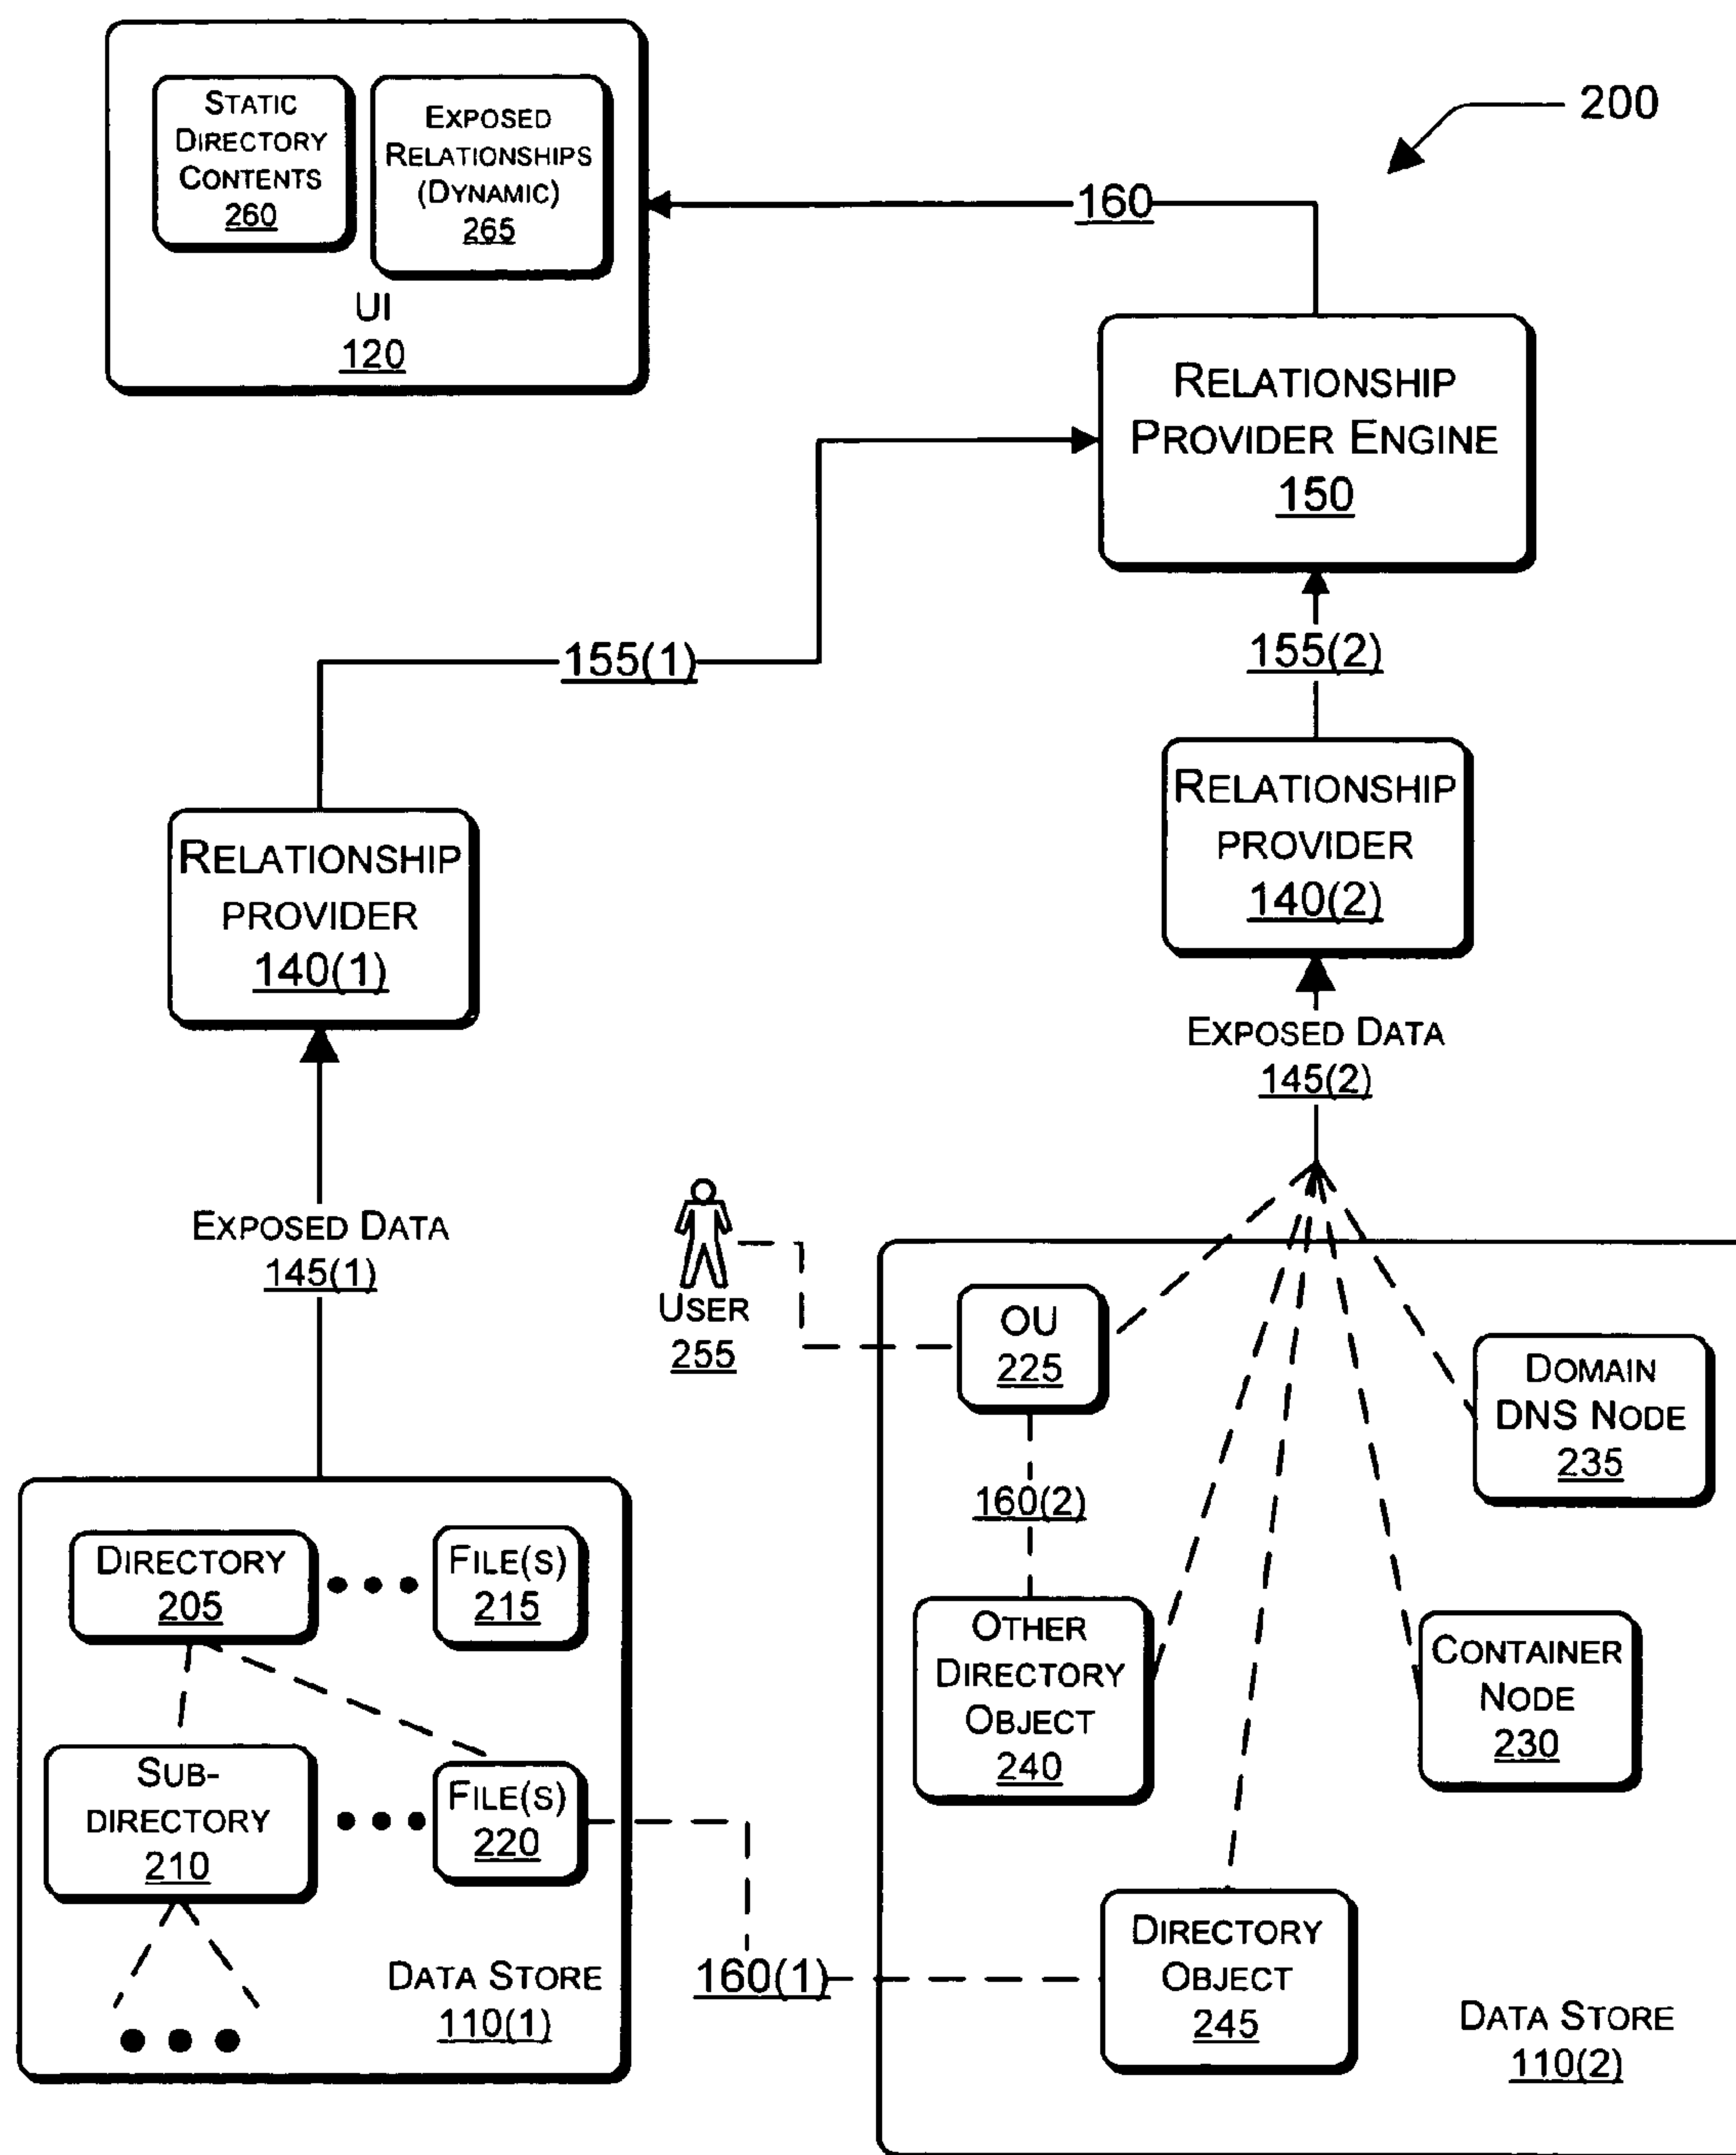 200
STATIC
DIRECTORY
CONTENTS
260
EXPOSED
RELATIONSHIPS
(DYNAMIC)
265
UI
120
160
RELATIONSHIP
PROVIDER ENGINE
150
155(1)
155(2)
RELATIONSHIP
PROVIDER
140(1)
RELATIONSHIP
PROVIDER
140(2)
EXPOSED DATA
145(1)
EXPOSED DATA
145(2)
USER
255
DIRECTORY
205
FILE(S)
215
SUB-
DIRECTORY
210
FILE(S)
220
DATA STORE
110(1)
160(1)
OU
225
160(2)
DOMAIN
DNS NODE
235
OTHER
DIRECTORY
OBJECT
240
CONTAINER
NODE
230
DIRECTORY
OBJECT
245
DATA STORE
110(2)